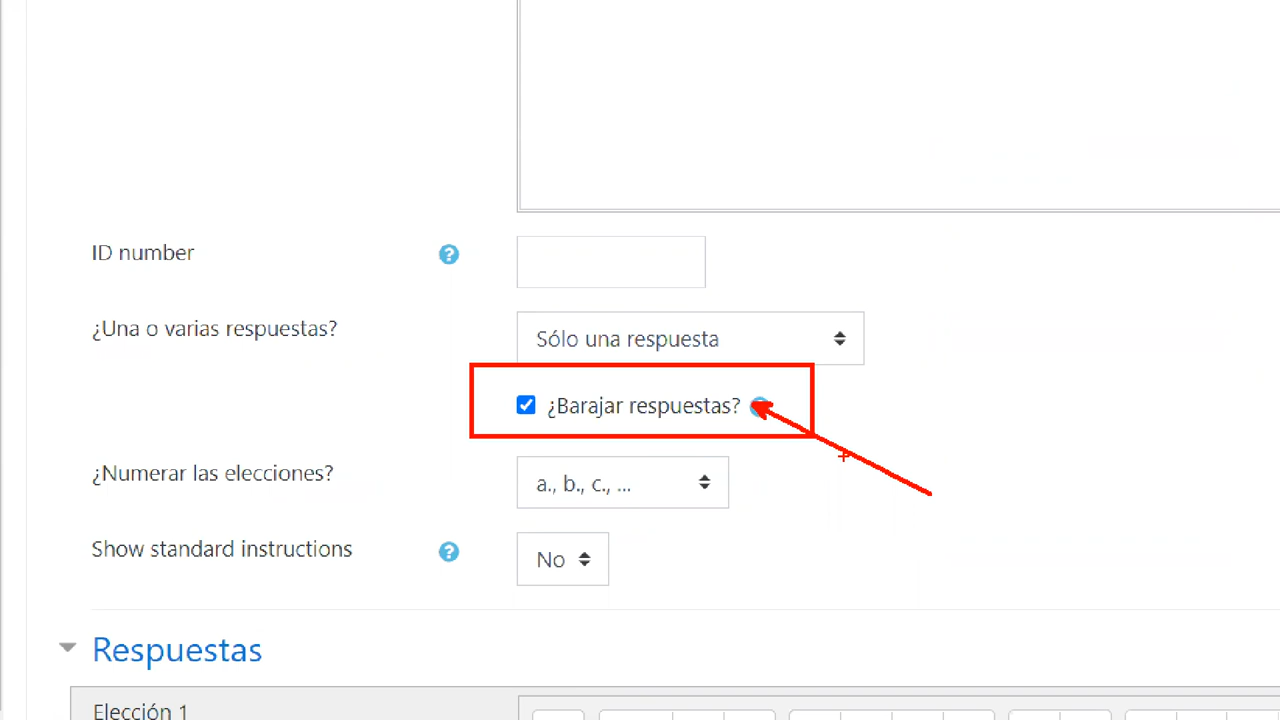 ID number
¿Una o varias respuestas?
Sólo una respuesta
¿Barajar respuestas?
¿Numerar las elecciones?
a., b., c., ...
Show standard instructions
No
Respuestas
Elección 1